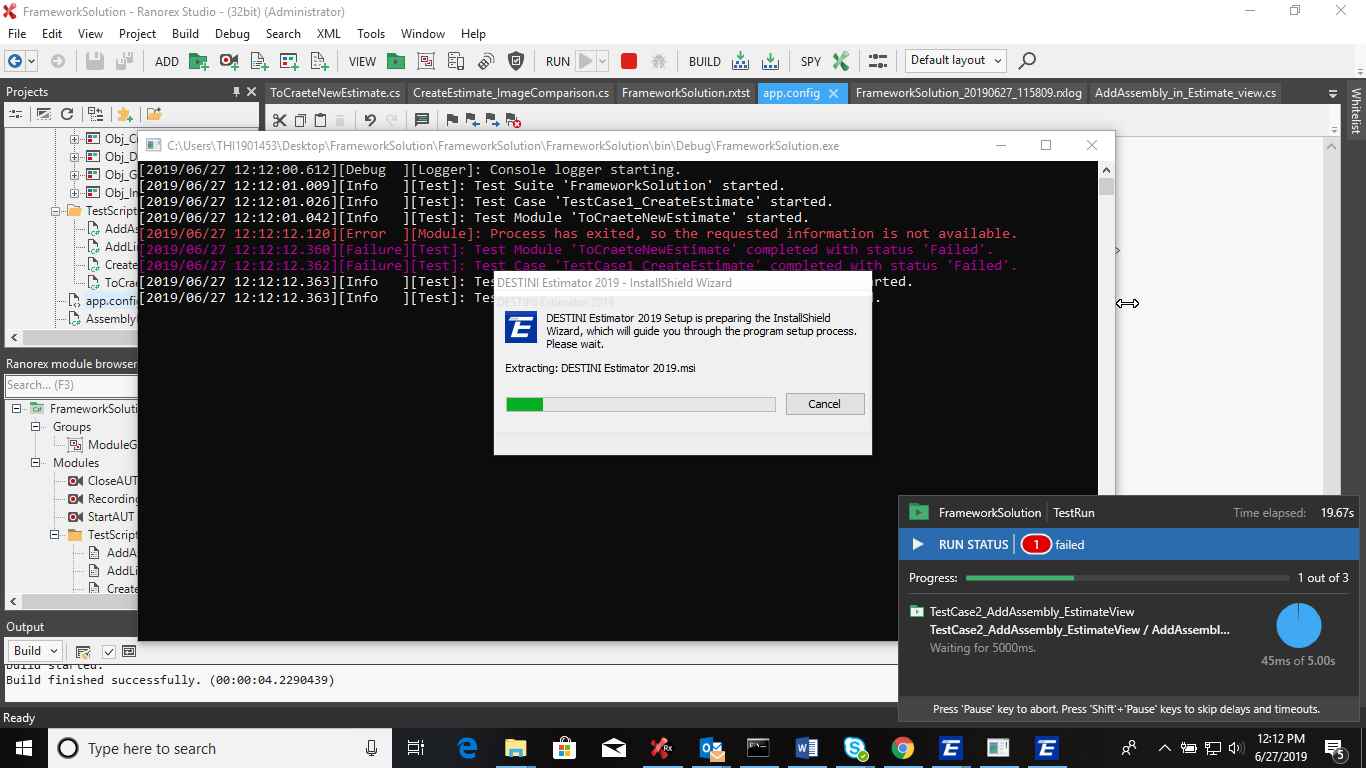 FrameworkSolution - Ranorex Studio - (32bit) (Administrator)
File Edit View Project Build Debug Search XML Tools Window Help
ADD VIEW RUN BUILD SPY Default layout
Projects
ToCraeteNewEstimate.cs CreateEstimate_ImageComparison.cs FrameworkSolution.rxtst app.config FrameworkSolution_20190627_115809.rxlog AddAssembly_in_Estimate_view.cs
Whitelist
Obj_C
Obj_D
Obj_G
Obj_In
TestScript
AddAs
AddLi
Create
ToCrac
app.config
Assembly
C:\Users\THI1901453\Desktop\FrameworkSolution\FrameworkSolution\FrameworkSolution\bin\Debug\FrameworkSolution.exe
[2019/06/27 12:12:00.612][Debug ][Logger]: Console logger starting.
[2019/06/27 12:12:01.009][Info ][Test]: Test Suite 'FrameworkSolution' started.
[2019/06/27 12:12:01.026][Info ][Test]: Test Case 'TestCase1_CreateEstimate' started.
[2019/06/27 12:12:01.042][Info ][Test]: Test Module 'ToCraeteNewEstimate' started.
[2019/06/27 12:12:12.120][Error ][Module]: Process has exited, so the requested information is not available.
[2019/06/27 12:12:12.360][Failure][Test]: Test Module 'ToCraeteNewEstimate' completed with status 'Failed'.
[2019/06/27 12:12:12.362][Failure][Test]: Test Case 'TestCase1_CreateEstimate' completed with status 'Failed'.
[2019/06/27 12:12:12.363][Info ][Test]: Tes rted.
[2019/06/27 12:12:12.363][Info ][Test]: Tes .
DESTINI Estimator 2019 - InstallShield Wizard
DESTINI Estimator 2019
DESTINI Estimator 2019 Setup is preparing the InstallShield
Wizard, which will guide you through the program setup process.
Please wait.
Extracting: DESTINI Estimator 2019.msi
Cancel
Ranorex module browser
Search... (F3)
FrameworkSoluti
Groups
ModuleG
Modules
CloseAUT
Recording
StartAUT
TestScript
AddA
AddLi
Create
Output
Build
Build started.
Build finished successfully. (00:00:04.2290439)
Ready
FrameworkSolution TestRun Time elapsed: 19.67s
RUN STATUS 1 failed
Progress: 1 out of 3
TestCase2_AddAssembly_EstimateView
TestCase2_AddAssembly_EstimateView / AddAssembl...
Waiting for 5000ms.
45ms of 5.00s
Press 'Pause' key to abort. Press 'Shift'+'Pause' keys to skip delays and timeouts.
Type here to search
12:12 PM
6/27/2019
5